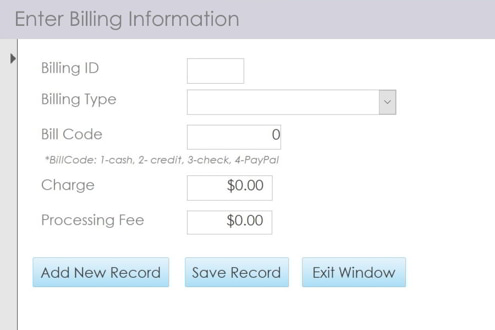 Enter Billing Information
Billing ID
Billing Type
Bill Code 0
*BillCode: 1-cash, 2- credit, 3-check, 4-PayPal
Charge $0.00
Processing Fee $0.00
Add New Record Save Record Exit Window